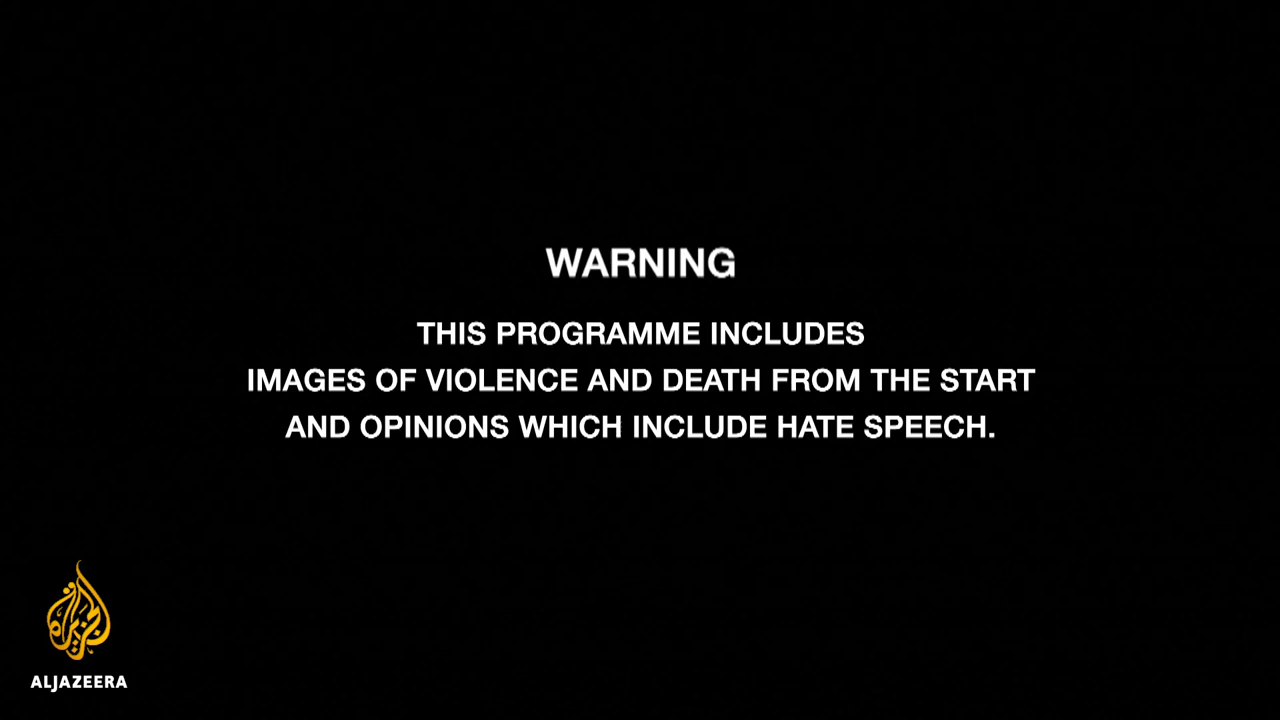 WARNING
THIS PROGRAMME INCLUDES
IMAGES OF VIOLENCE AND DEATH FROM THE START
AND OPINIONS WHICH INCLUDE HATE SPEECH.
الجزيرة
ALJAZEERA